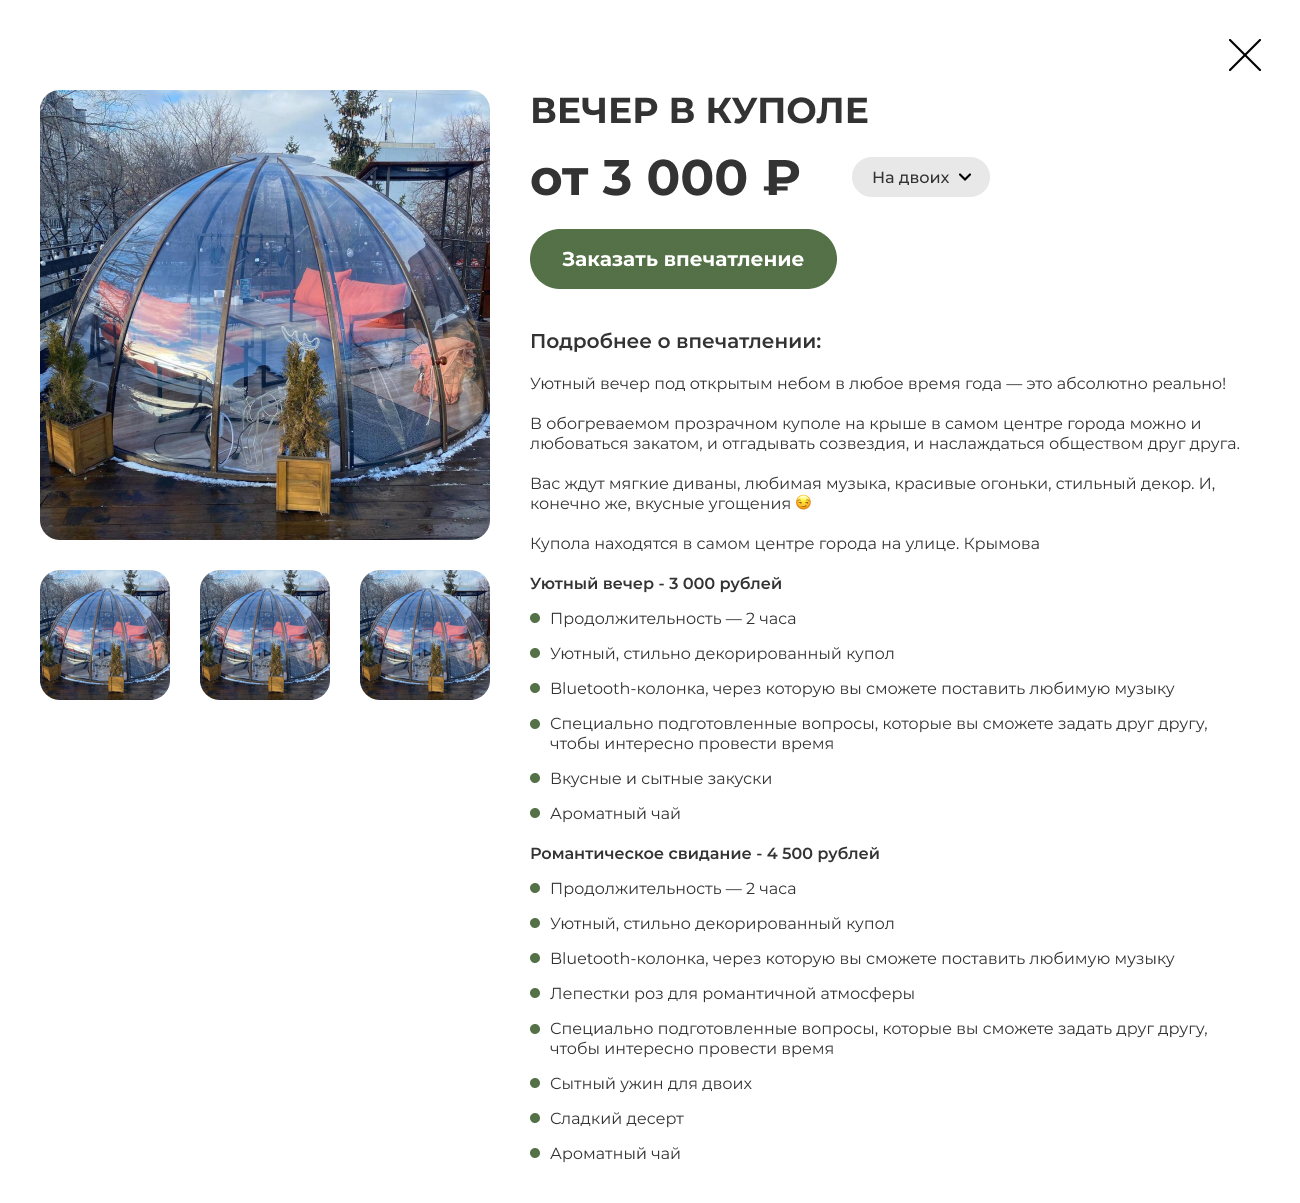 ВЕЧЕР В КУПОЛЕ
от 3 000 ₽
На двоих
Заказать впечатление
Подробнее о впечатлении:
Уютный вечер под открытым небом в любое время года — это абсолютно реально!
В обогреваемом прозрачном куполе на крыше в самом центре города можно и
любоваться закатом, и отгадывать созвездия, и наслаждаться обществом друг друга.
Вас ждут мягкие диваны, любимая музыка, красивые огоньки, стильный декор. И,
конечно же, вкусные угощения 😏
Купола находятся в самом центре города на улице. Крымова
Уютный вечер - 3 000 рублей
Продолжительность — 2 часа
Уютный, стильно декорированный купол
Bluetooth-колонка, через которую вы сможете поставить любимую музыку
Специально подготовленные вопросы, которые вы сможете задать друг другу,
чтобы интересно провести время
Вкусные и сытные закуски
Ароматный чай
Романтическое свидание - 4 500 рублей
Продолжительность — 2 часа
Уютный, стильно декорированный купол
Bluetooth-колонка, через которую вы сможете поставить любимую музыку
Лепестки роз для романтичной атмосферы
Специально подготовленные вопросы, которые вы сможете задать друг другу,
чтобы интересно провести время
Сытный ужин для двоих
Сладкий десерт
Ароматный чай